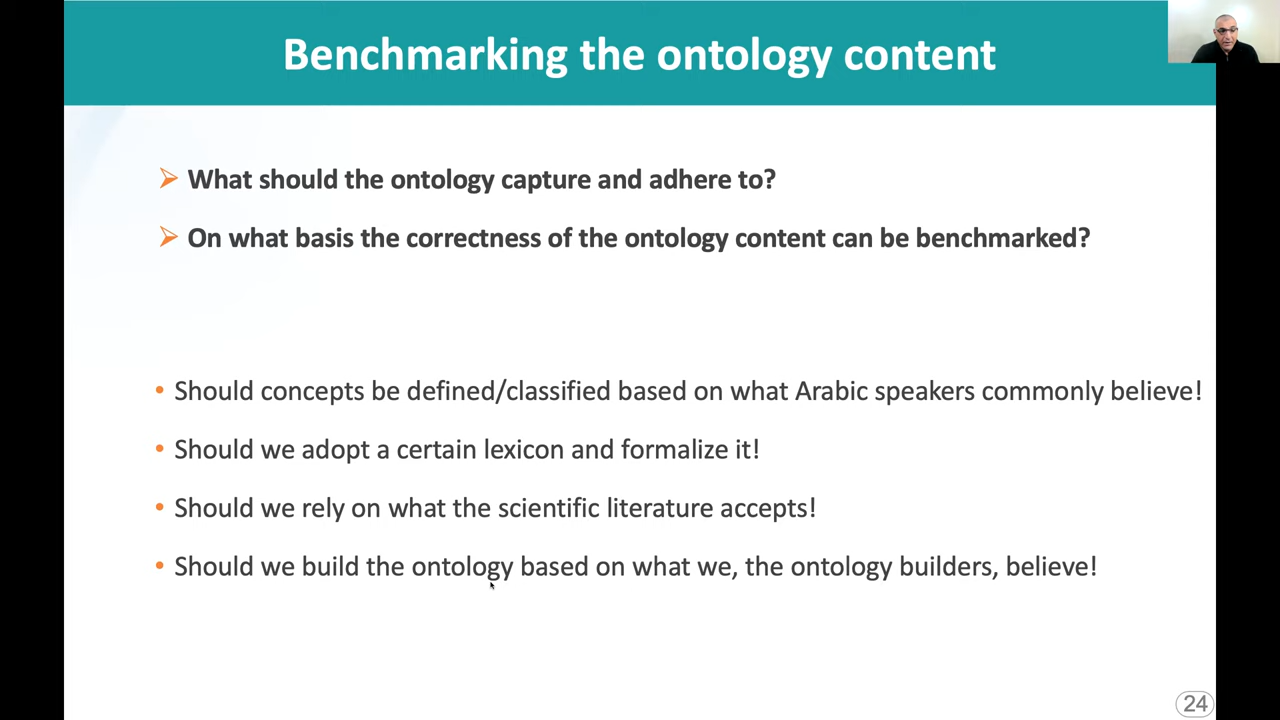 Benchmarking the ontology content
What should the ontology capture and adhere to?
On what basis the correctness of the ontology content can be benchmarked?
• Should concepts be defined/classified based on what Arabic speakers commonly believe!
• Should we adopt a certain lexicon and formalize it!
• Should we rely on what the scientific literature accepts!
• Should we build the ontology based on what we, the ontology builders, believe!
24